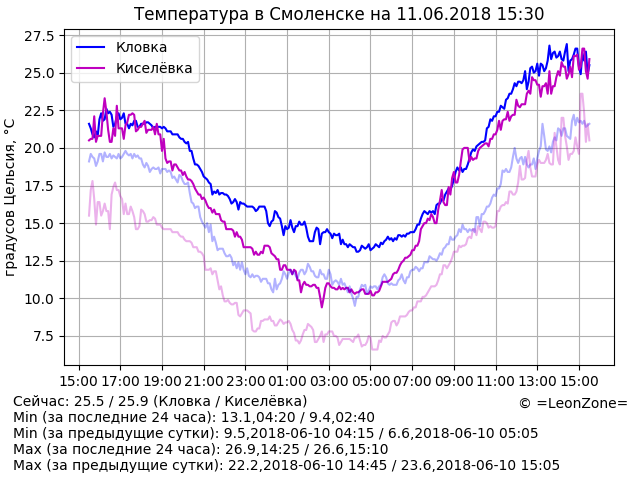 Температура в Смоленске на 11.06.2018 15:30
27.5
25.0
22.5
20.0
17.5
15.0
12.5
10.0
7.5
градусов Цельсия, °C
Кловка
Киселёвка
15:00 17:00 19:00 21:00 23:00 01:00 03:00 05:00 07:00 09:00 11:00 13:00 15:00
Сейчас: 25.5 / 25.9 (Кловка / Киселёвка)
© =LeonZone=
Min (за последние 24 часа): 13.1,04:20 / 9.4,02:40
Min (за предыдущие сутки): 9.5,2018-06-10 04:15 / 6.6,2018-06-10 05:05
Max (за последние 24 часа): 26.9,14:25 / 26.6,15:10
Max (за предыдущие сутки): 22.2,2018-06-10 14:45 / 23.6,2018-06-10 15:05